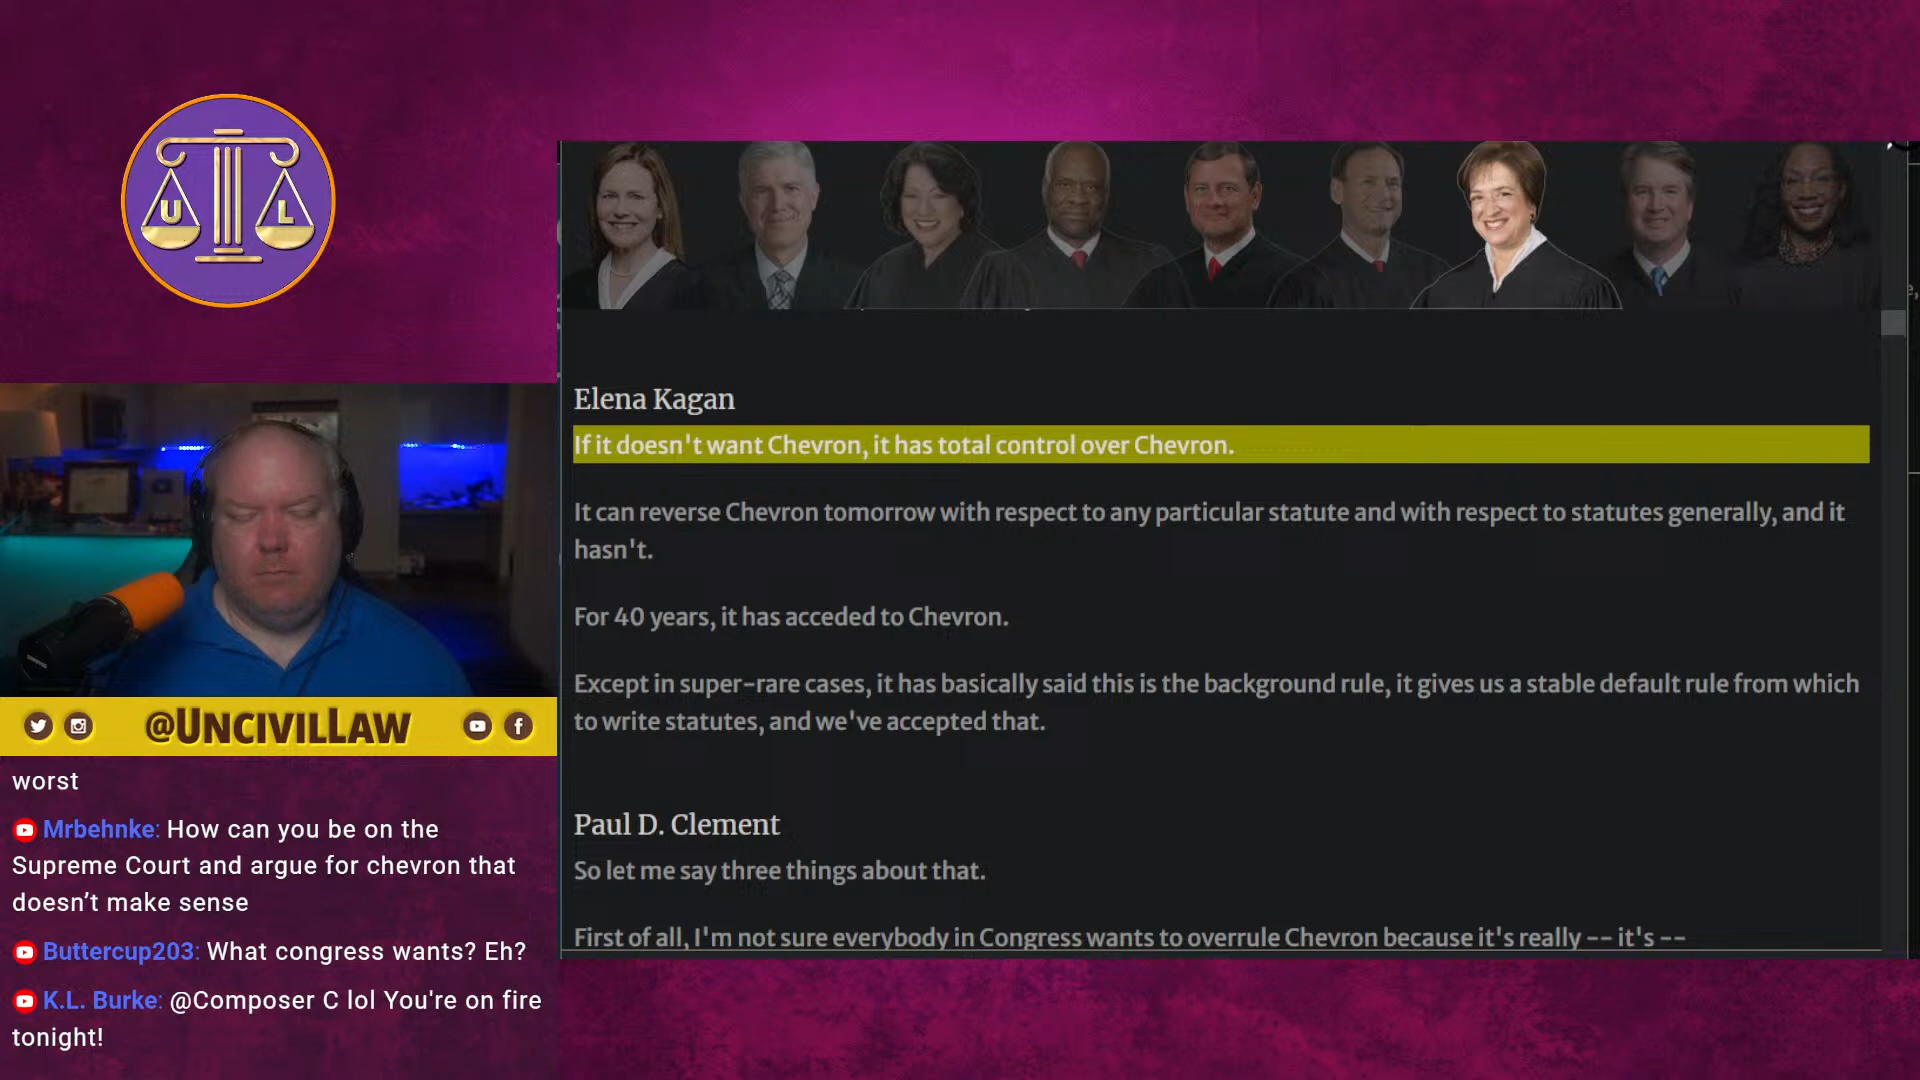 U L
Elena Kagan
If it doesn't want Chevron, it has total control over Chevron.
It can reverse Chevron tomorrow with respect to any particular statute and with respect to statutes generally, and it
hasn't.
For 40 years, it has acceded to Chevron.
Except in super-rare cases, it has basically said this is the background rule, it gives us a stable default rule from which
to write statutes, and we've accepted that.
Paul D. Clement
So let me say three things about that.
First of all, I'm not sure everybody in Congress wants to overrule Chevron because it's really -- it's --
@UNCIVILLAW
worst
Mrbehnke: How can you be on the
Supreme Court and argue for chevron that
doesn’t make sense
Buttercup203: What congress wants? Eh?
K.L. Burke: @Composer C lol You're on fire
tonight!